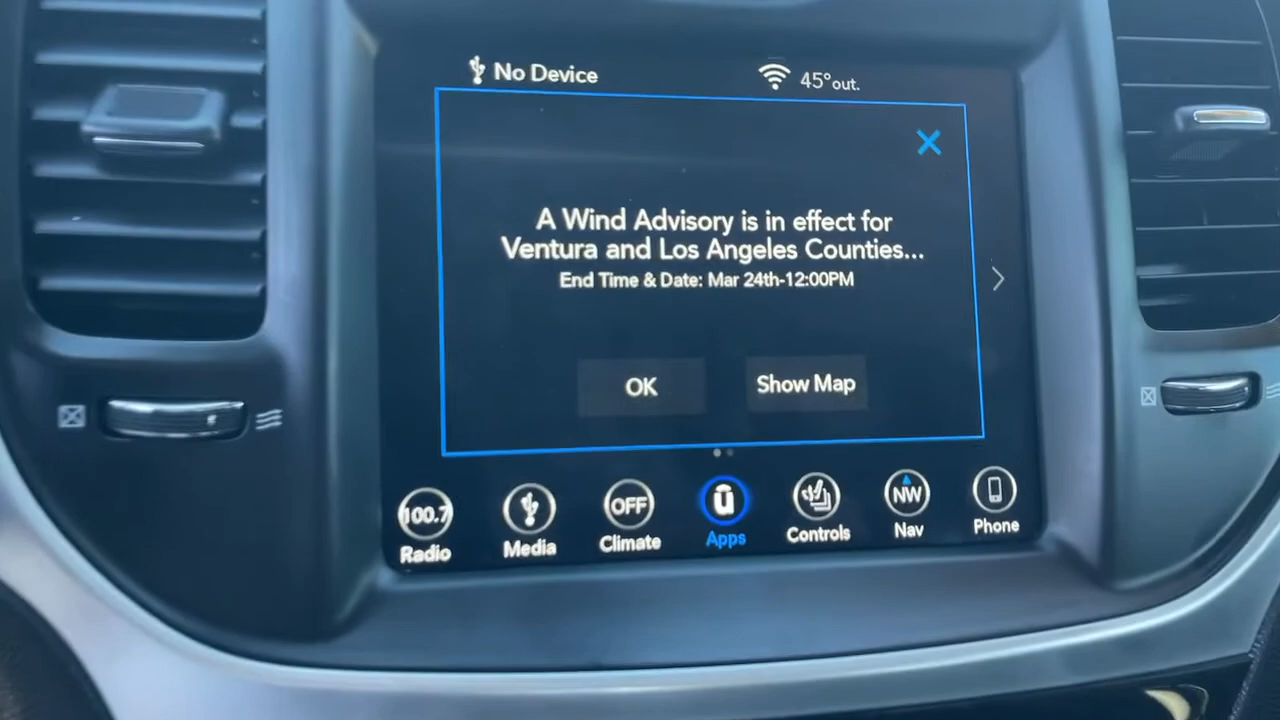 No Device
45°out.
A Wind Advisory is in effect for
Ventura and Los Angeles Counties...
End Time & Date: Mar 24th-12:00PM
OK
Show Map
100.7
OFF
NW
Radio
Media
Climate
Apps
Controls
Nav
Phone